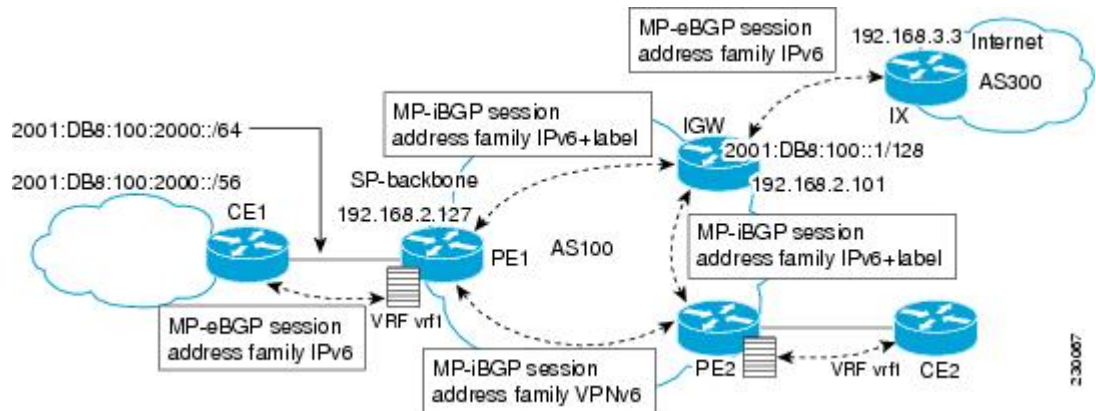 MP-eBGP session
address family IPv6
192.168.3.3
Internet
AS300
IX
MP-iBGP session
address family IPv6+label
IGW
2001:DB8:100:2000::/64
2001:DB8:100::1/128
2001:DB8:100:2000::/56
SP-backbone
192.168.2.101
CE1
192.168.2.127
PE1
AS100
MP-iBGP session
address family IPv6+label
MP-eBGP session
address family IPv6
VRF vrf1
MP-iBGP session
address family VPNv6
PE2
VRF vrf1
CE2
230067